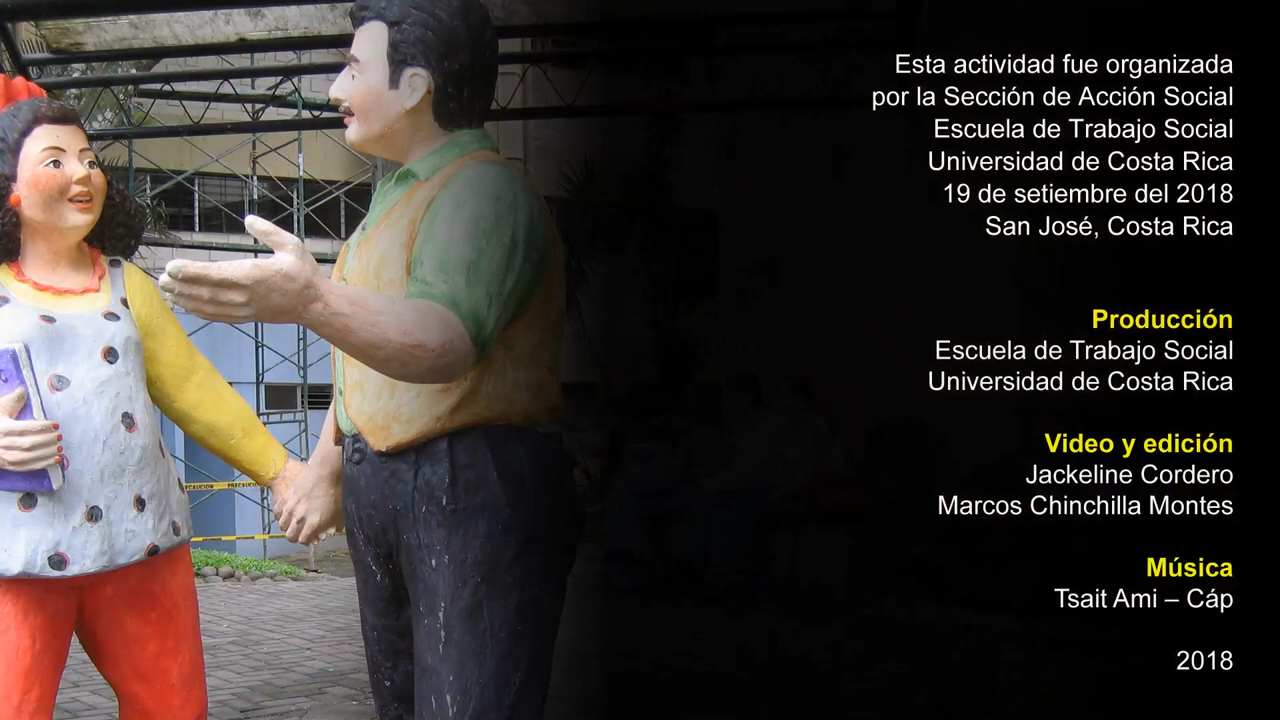 Esta actividad fue organizada
por la Sección de Acción Social
Escuela de Trabajo Social
Universidad de Costa Rica
19 de setiembre del 2018
San José, Costa Rica
Producción
Escuela de Trabajo Social
Universidad de Costa Rica
Video y edición
Jackeline Cordero
Marcos Chinchilla Montes
Música
Tsait Ami – Cáp
2018
PRECAUCION